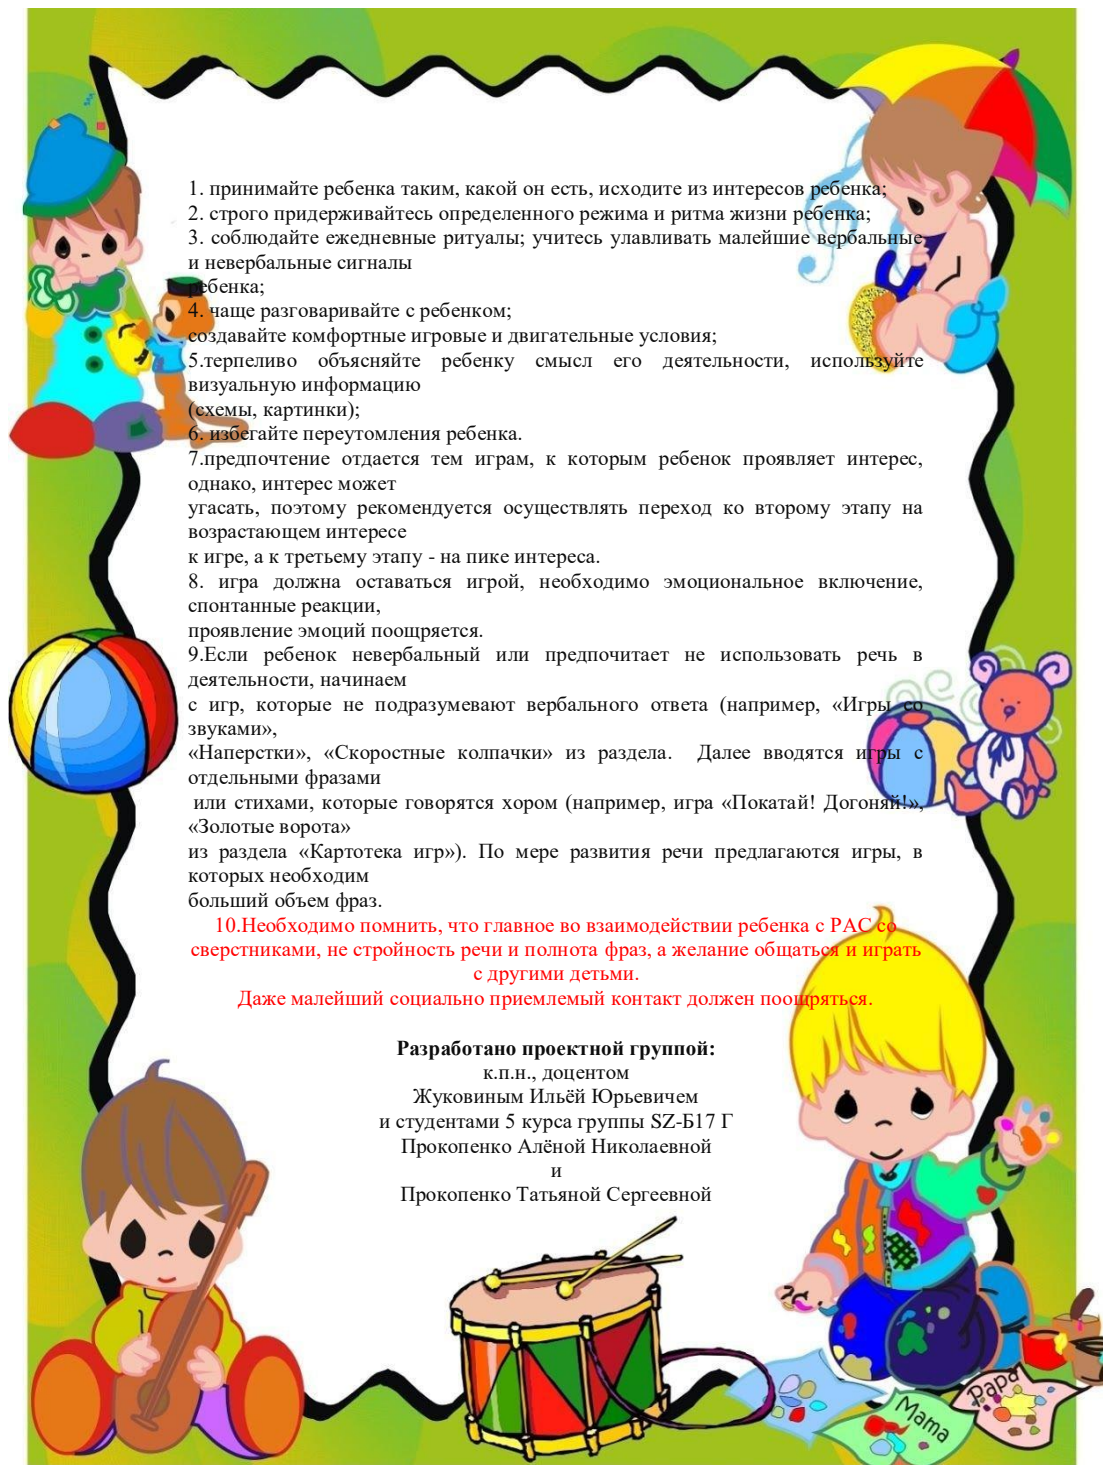 1. принимайте ребенка таким, какой он есть, исходите из интересов ребенка;
2. строго придерживайтесь определенного режима и ритма жизни ребенка;
3. соблюдайте ежедневные ритуалы; учитесь улавливать малейшие вербальные
и невербальные сигналы
ребенка;
4. чаще разговаривайте с ребенком;
создавайте комфортные игровые и двигательные условия;
5.терпеливо объясняйте ребенку смысл его деятельности, используйте
визуальную информацию
(схемы, картинки);
6. избегайте переутомления ребенка.
7.предпочтение отдается тем играм, к которым ребенок проявляет интерес,
однако, интерес может
угасать, поэтому рекомендуется осуществлять переход ко второму этапу на
возрастающем интересе
к игре, а к третьему этапу - на пике интереса.
8. игра должна оставаться игрой, необходимо эмоциональное включение,
спонтанные реакции,
проявление эмоций поощряется.
9.Если ребенок невербальный или предпочитает не использовать речь в
деятельности, начинаем
с игр, которые не подразумевают вербального ответа (например, «Игры со
звуками»,
«Наперстки», «Скоростные колпачки» из раздела. Далее вводятся игры с
отдельными фразами
или стихами, которые говорятся хором (например, игра «Покатай! Догоняй!»,
«Золотые ворота»
из раздела «Картотека игр»). По мере развития речи предлагаются игры, в
которых необходим
больший объем фраз.
10.Необходимо помнить, что главное во взаимодействии ребенка с РАС со
сверстниками, не стройность речи и полнота фраз, а желание общаться и играть
с другими детьми.
Даже малейший социально приемлемый контакт должен поощряться.
Разработано проектной группой:
к.п.н., доцентом
Жуковиным Ильёй Юрьевичем
и студентами 5 курса группы SZ-Б17 Г
Прокопенко Алёной Николаевной
и
Прокопенко Татьяной Сергеевной
Papa
Mama